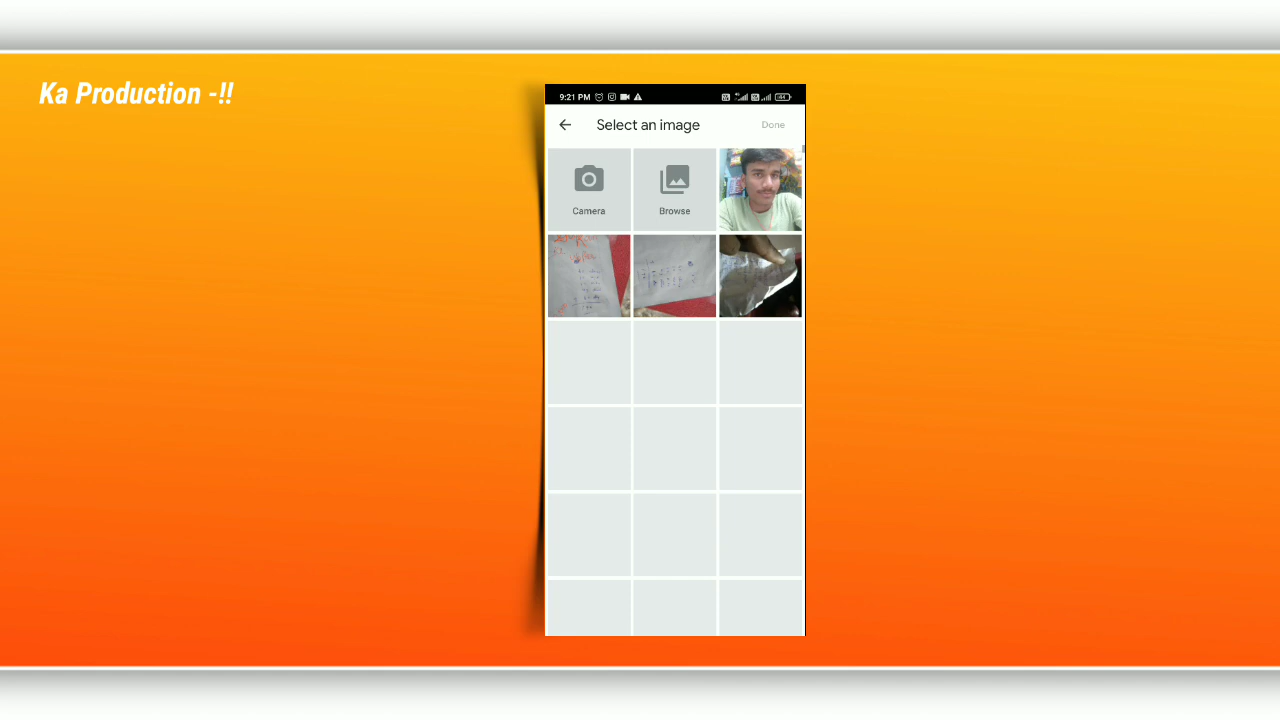 Ka Production -!!
9:21 PM
Select an image
Done
Camera
Browse